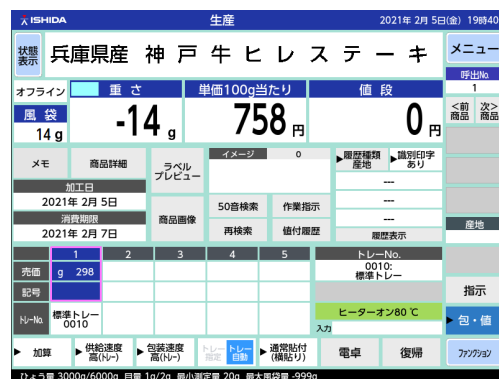 ISHIDA
生産
2021年 2月 5日(金) 19時40
状態表示
兵庫県産 神戸牛ヒレステーキ
メニュー
呼出No.
1
<前商品
次>商品
オフライン
重さ
単価100g当たり
値段
風袋
14 g
-14 g
758 円
0 円
メモ
商品詳細
ラベルプレビュー
イメージ
0
▶履歴種類 産地
▶識別印字 あり
加工日
2021年 2月 5日
---
消費期限
2021年 2月 7日
商品画像
50音検索
作業指示
---
---
再検索
値付履歴
履歴表示
産地
1
2
3
4
5
トレーNo.
売価
g 298
0010:
標準トレー
記号
指示
トレーNo.
標準トレー
0010
ヒーターオン80℃
入力
▶ 包・値
▶ 加算
▶ 供給速度 高(トレー)
▶ 包装速度 高(トレー)
トレー指定
トレー自動
▶ 通常貼付 (横貼り)
電卓
復帰
ファンクション
ひょう量 3000g/6000g 目量 1g/2g 最小測定量 20g 最大風袋量 -999g